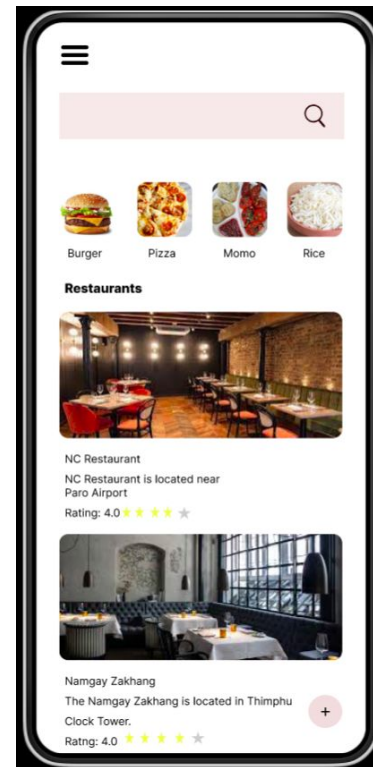 Burger
Pizza
Momo
Rice
Restaurants
NC Restaurant
NC Restaurant is located near
Paro Airport
Rating: 4.0
Namgay Zakhang
The Namgay Zakhang is located in Thimphu
Clock Tower.
+
Ratng: 4.0